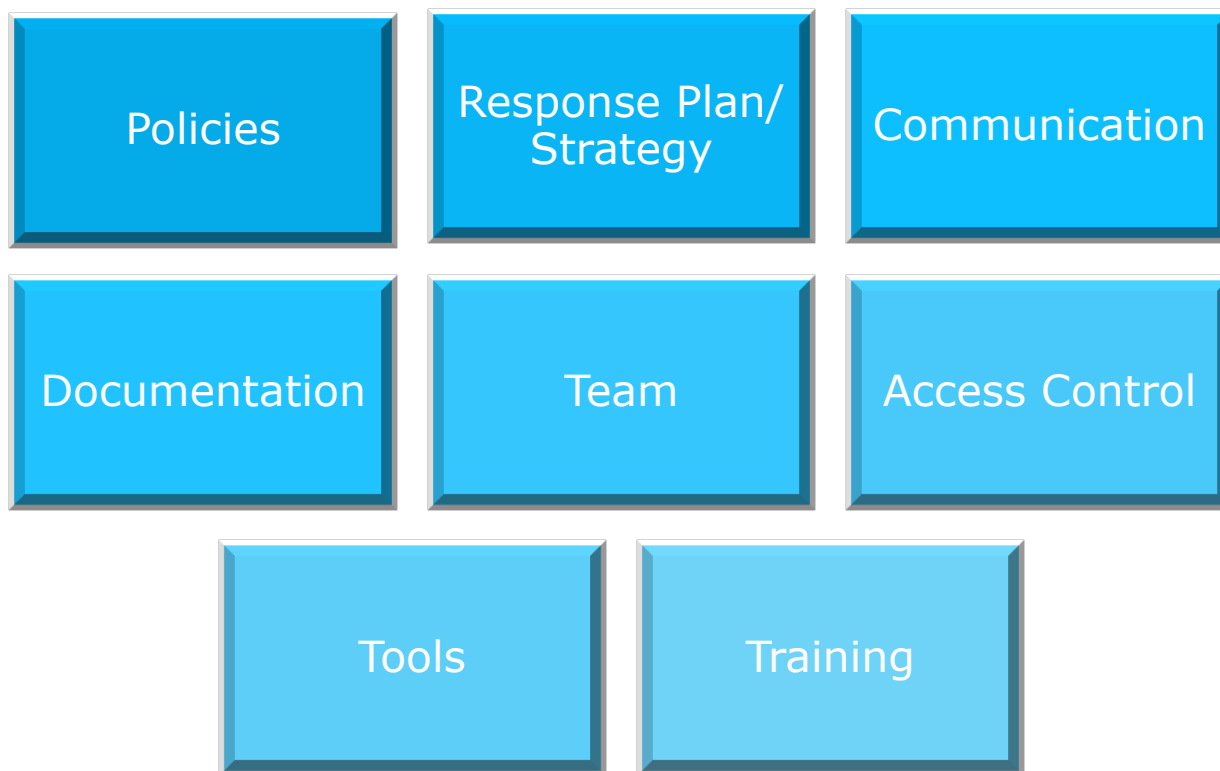 Policies
Response Plan/
Strategy
Communication
Documentation
Team
Access Control
Tools
Training